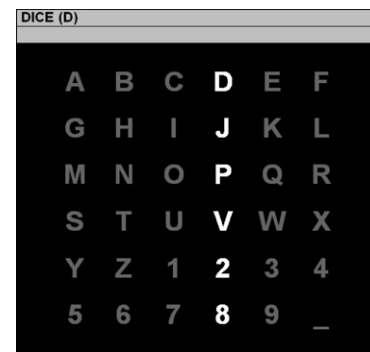 DICE (D)
A B C D E F
G H I J K L
M N O P Q R
S T U V W X
Y Z 1 2 3 4
5 6 7 8 9 _